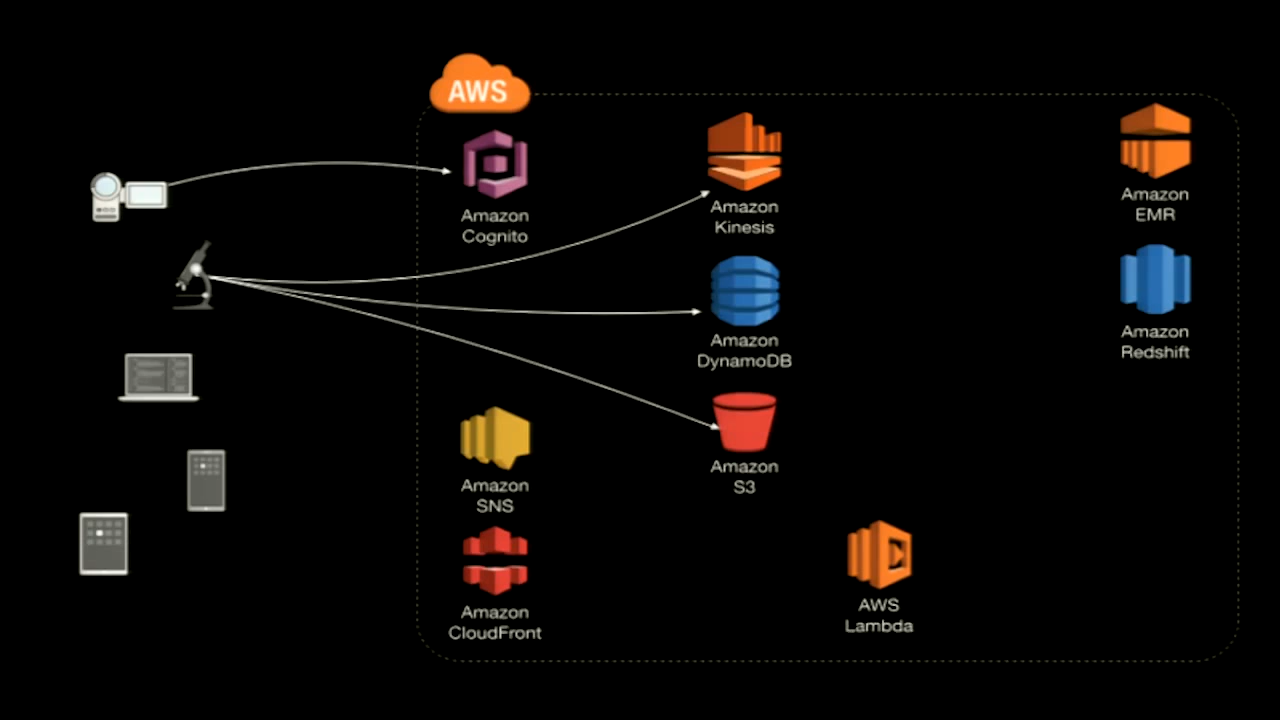 AWS
Amazon
Cognito
Amazon
Kinesis
Amazon
EMR
Amazon
DynamoDB
Amazon
Redshift
Amazon
SNS
Amazon
S3
Amazon
CloudFront
AWS
Lambda